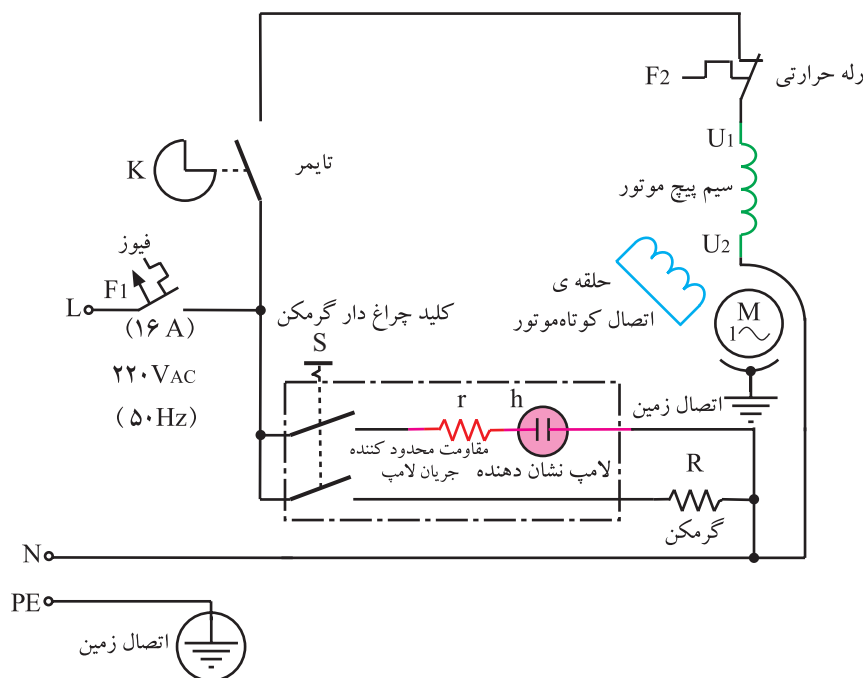 F2
رله حرارتی
U1
K
تایمر
سیم پیچ موتور
U2
فیوز
F1
L
(۱۶ A)
حلقه ی
اتصال کوتاه موتور
M
1
کلید چراغ دار گرمکن
S
۲۲۰VAC
(۵۰Hz)
اتصال زمین
r
h
مقاومت محدود کننده
جریان لامپ
لامپ نشان دهنده
R
گرمکن
N
PE
اتصال زمین